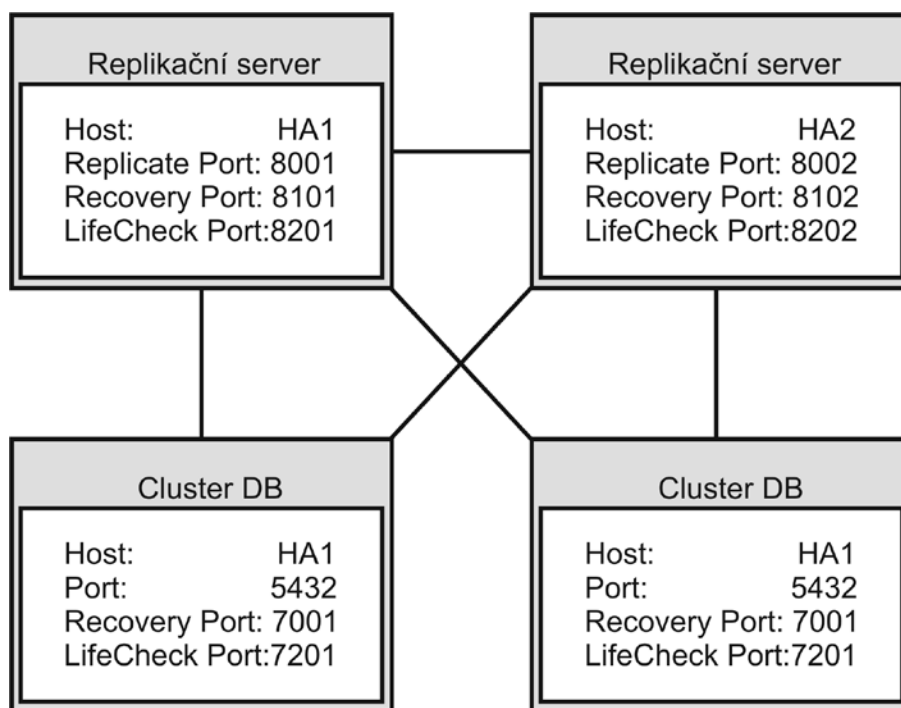 Replikační server
Host: HA1
Replicate Port: 8001
Recovery Port: 8101
LifeCheck Port:8201
Replikační server
Host: HA2
Replicate Port: 8002
Recovery Port: 8102
LifeCheck Port:8202
Cluster DB
Host: HA1
Port: 5432
Recovery Port: 7001
LifeCheck Port:7201
Cluster DB
Host: HA1
Port: 5432
Recovery Port: 7001
LifeCheck Port:7201